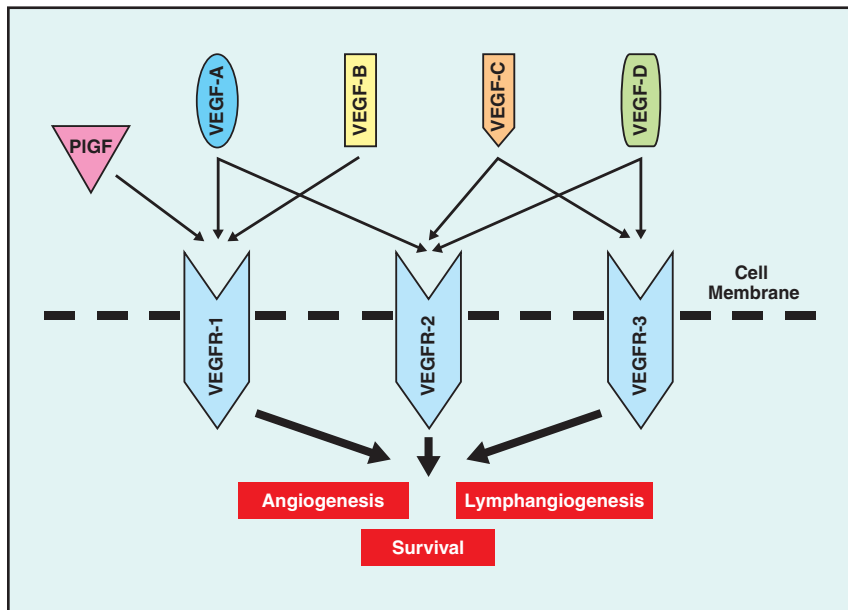 VEGF-A
VEGF-B
VEGF-C
VEGF-D
PIGF
Cell
Membrane
VEGFR-1
VEGFR-2
VEGFR-3
Angiogenesis
Lymphangiogenesis
Survival